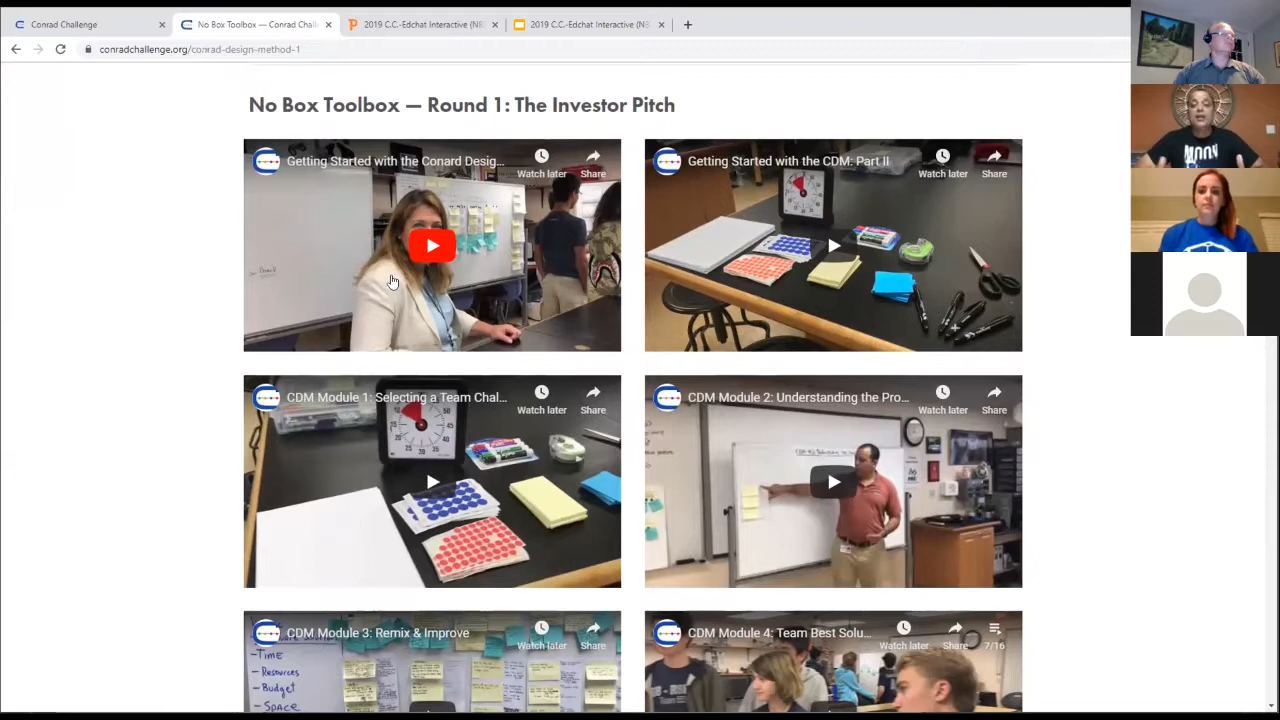 Conrad Challenge
No Box Toolbox — Conrad Chall
2019 C.C.-Edchat Interactive (NB
2019 C.C.-Edchat Interactive (NB
conradchallenge.org/conrad-design-method-1
No Box Toolbox — Round 1: The Investor Pitch
Getting Started with the Conard Desig...
Watch later
Share
Getting Started with the CDM: Part II
Watch later
Share
CDM Module 1: Selecting a Team Chal...
Watch later
Share
CDM Module 2: Understanding the Pro...
Watch later
Share
CDM Module 3: Remix & Improve
Watch later
Share
-TIME
-Resources
-Budget
-SPACE
CDM Module 4: Team Best Solu...
Watch later
Share
7/16